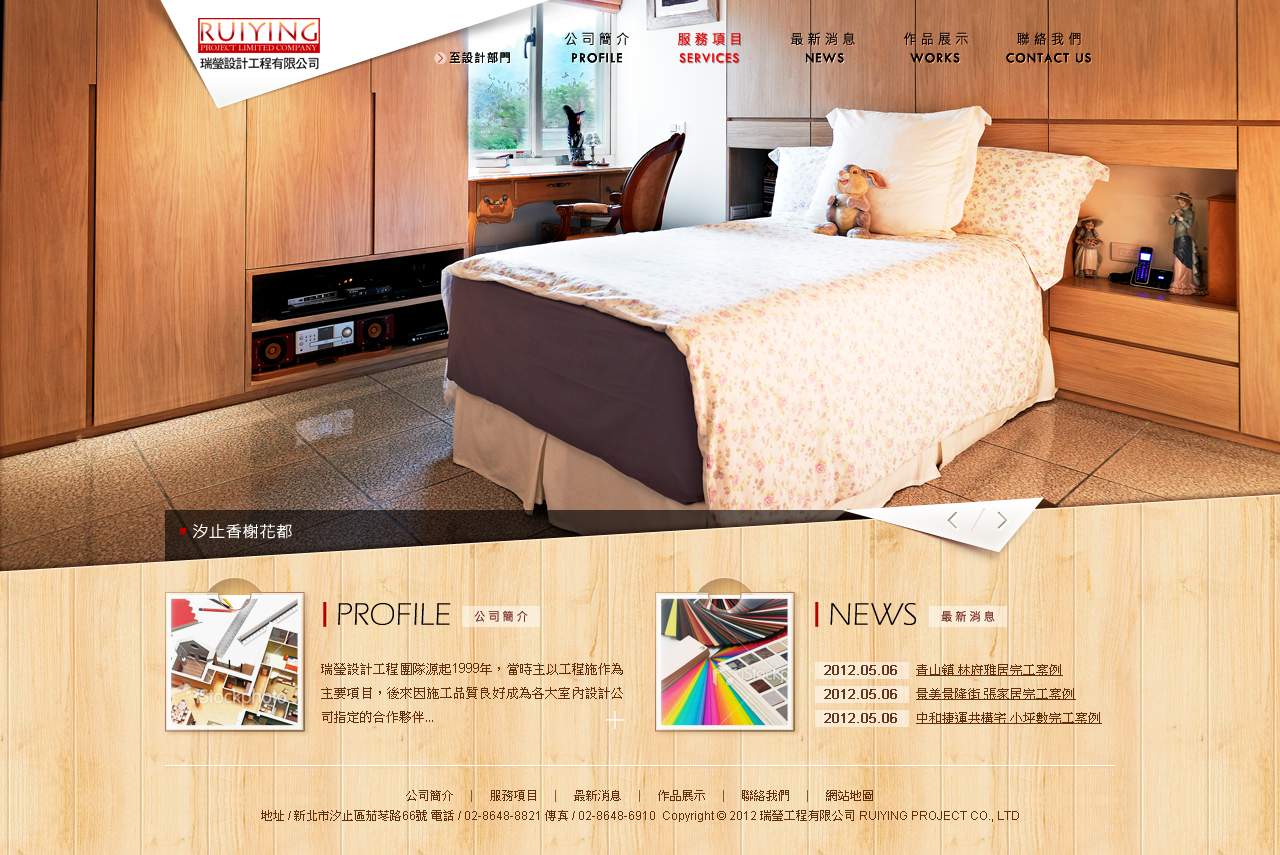 RUIYING
PROJECT LIMITED COMPANY
瑞瑩設計工程有限公司
至設計部門
公司簡介
PROFILE
服務項目
SERVICES
最新消息
NEWS
作品展示
WORKS
聯絡我們
CONTACT US
汐止香榭花都
PROFILE 公司簡介
瑞瑩設計工程團隊源起1999年，當時主以工程施作為
主要項目，後來因施工品質良好成為各大室內設計公
司指定的合作夥伴...
iStockphoto
NEWS 最新消息
2012.05.06 青山鎮 林府雅居完工案例
2012.05.06 景美景隆街 張家居完工案例
2012.05.06 中和捷運共構宅 小坪數完工案例
公司簡介 | 服務項目 | 最新消息 | 作品展示 | 聯絡我們 | 網站地圖
地址 / 新北市汐止區茄苳路66號 電話 / 02-8648-8821 傳真 / 02-8648-6910 Copyright © 2012 瑞瑩工程有限公司 RUIYING PROJECT CO., LTD